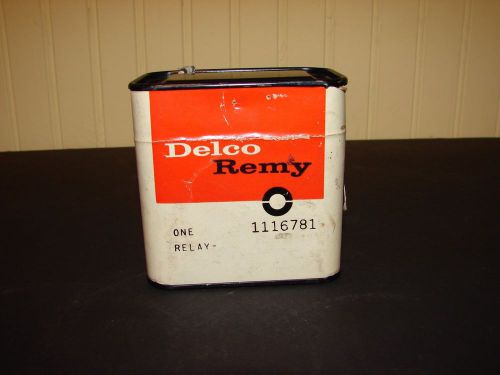 Delco
Remy
ONE 1116781
RELAY-